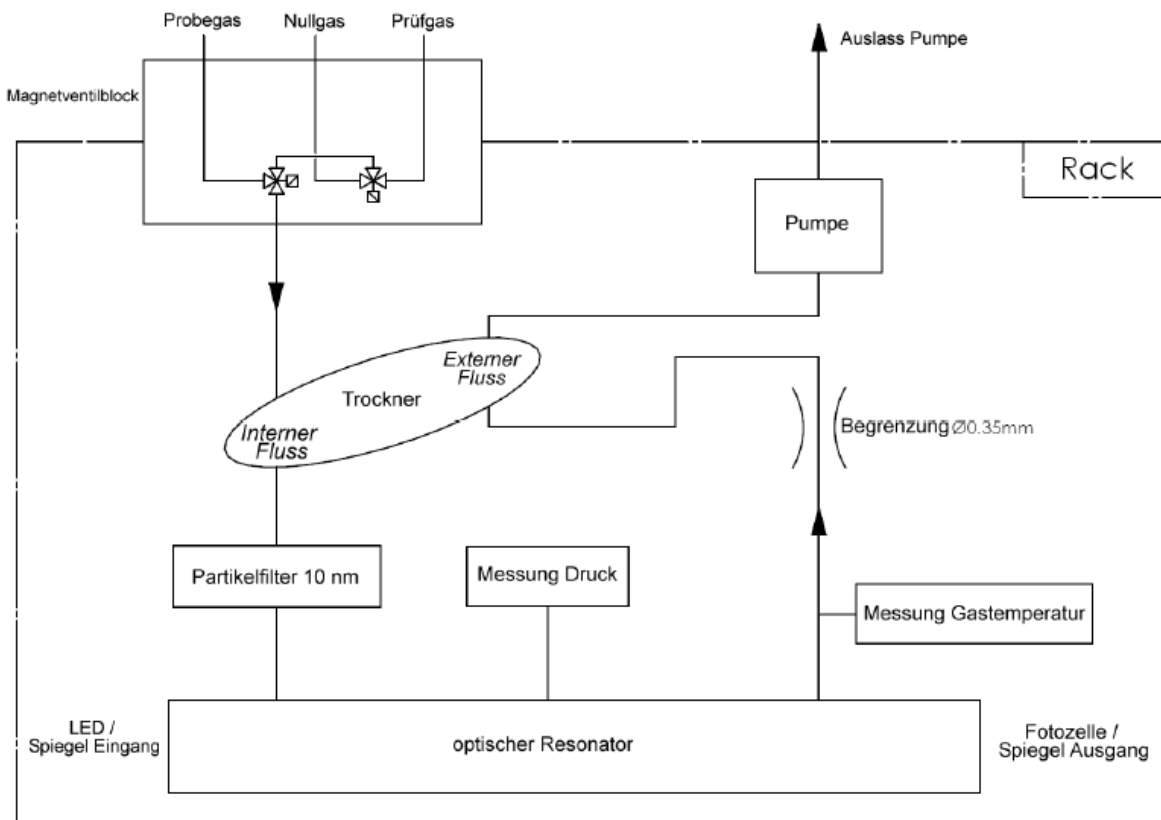 Probegas
Nullgas
Prüfgas
Auslass Pumpe
Magnetventilblock
Rack
Pumpe
Externer
Fluss
Trockner
Interner
Fluss
Begrenzung Ø0.35mm
Partikelfilter 10 nm
Messung Druck
Messung Gastemperatur
LED /
Spiegel Eingang
optischer Resonator
Fotozelle /
Spiegel Ausgang